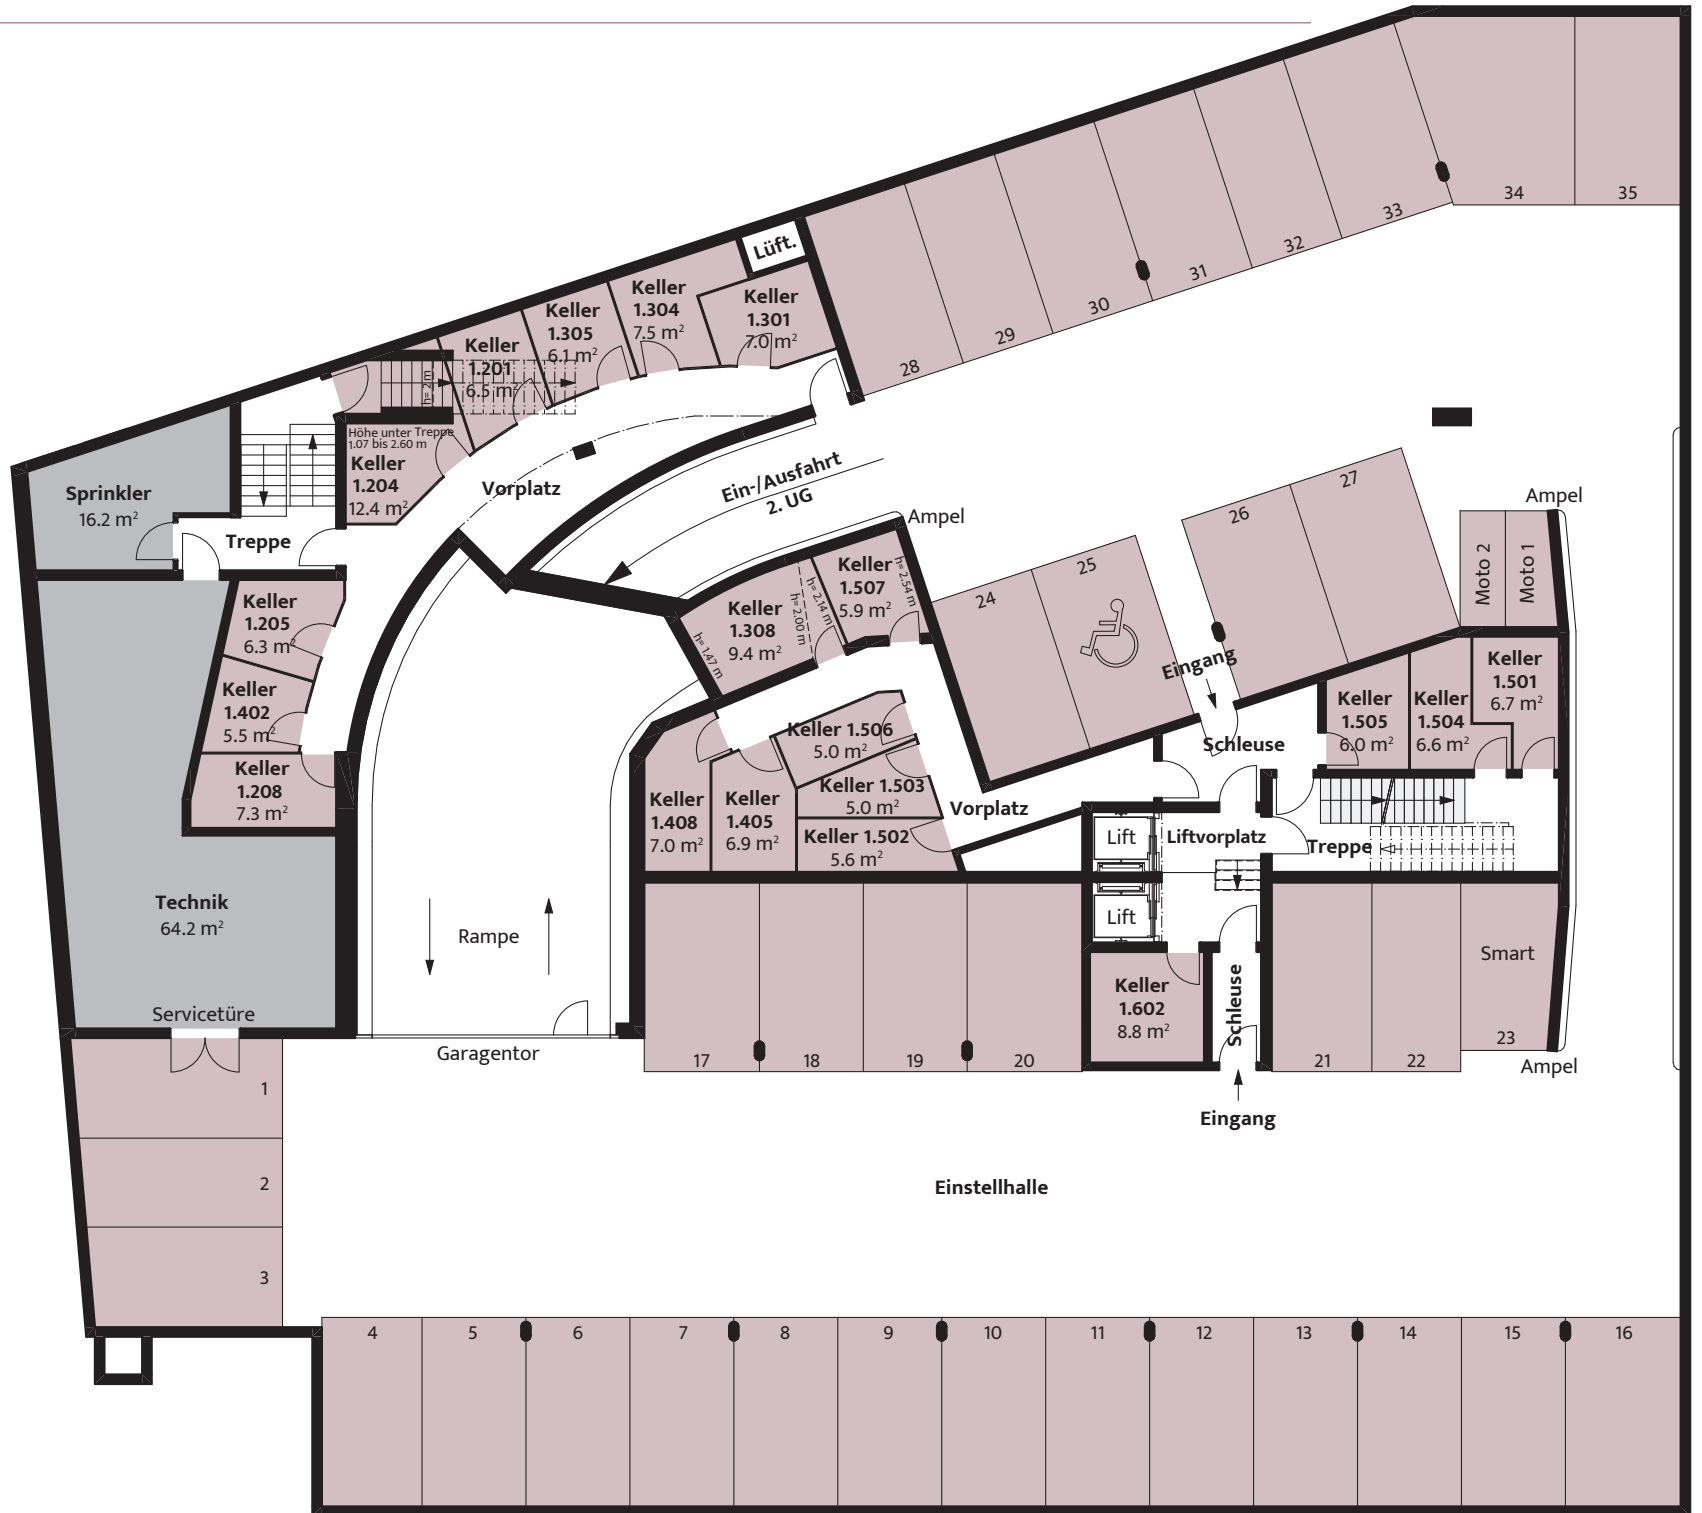 34
35
33
32
31
30
29
28
Lüft.
Keller
1.304
7.5 m²
Keller
1.301
7.0 m²
Keller
1.305
6.1 m²
Keller
1.201
6.5 m²
h= 2 m
Höhe unter Treppe
1.07 bis 2.60 m
Keller
1.204
12.4 m²
Sprinkler
16.2 m²
Treppe
Vorplatz
Ein-/Ausfahrt
2. UG
Ampel
27
26
25
24
Ampel
Moto 2
Moto 1
Keller
1.507
5.9 m²
h= 2.54 m
h= 2.14 m
h= 2.00 m
Keller
1.308
9.4 m²
h= 1.47 m
Keller
1.205
6.3 m²
Keller
1.402
5.5 m²
Keller
1.208
7.3 m²
Eingang
Schleuse
Keller
1.505
6.0 m²
Keller
1.504
6.6 m²
Keller
1.501
6.7 m²
Keller 1.506
5.0 m²
Keller 1.503
5.0 m²
Keller 1.502
5.6 m²
Keller
1.408
7.0 m²
Keller
1.405
6.9 m²
Vorplatz
Lift
Liftvorplatz
Treppe
Lift
Technik
64.2 m²
Servicetüre
Rampe
Garagentor
17
18
19
20
Keller
1.602
8.8 m²
Schleuse
Eingang
21
22
Smart
23
Ampel
1
2
3
Einstellhalle
4
5
6
7
8
9
10
11
12
13
14
15
16